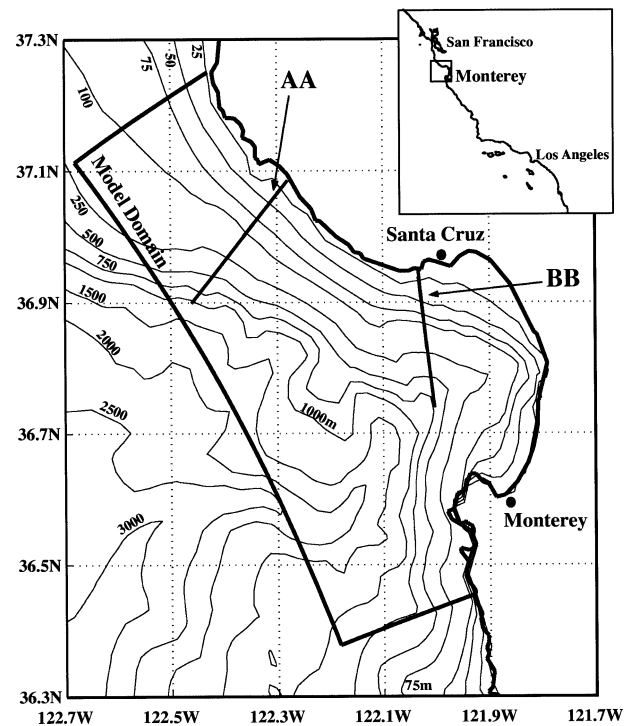 37.3N
37.1N
36.9N
36.7N
36.5N
36.3N
122.7W
122.5W
122.3W
122.1W
121.9W
121.7W
San Francisco
Monterey
Los Angeles
25
50
75
100
AA
Model Domain
250
500
750
1500
2000
2500
3000
1000m
Santa Cruz
BB
Monterey
75m